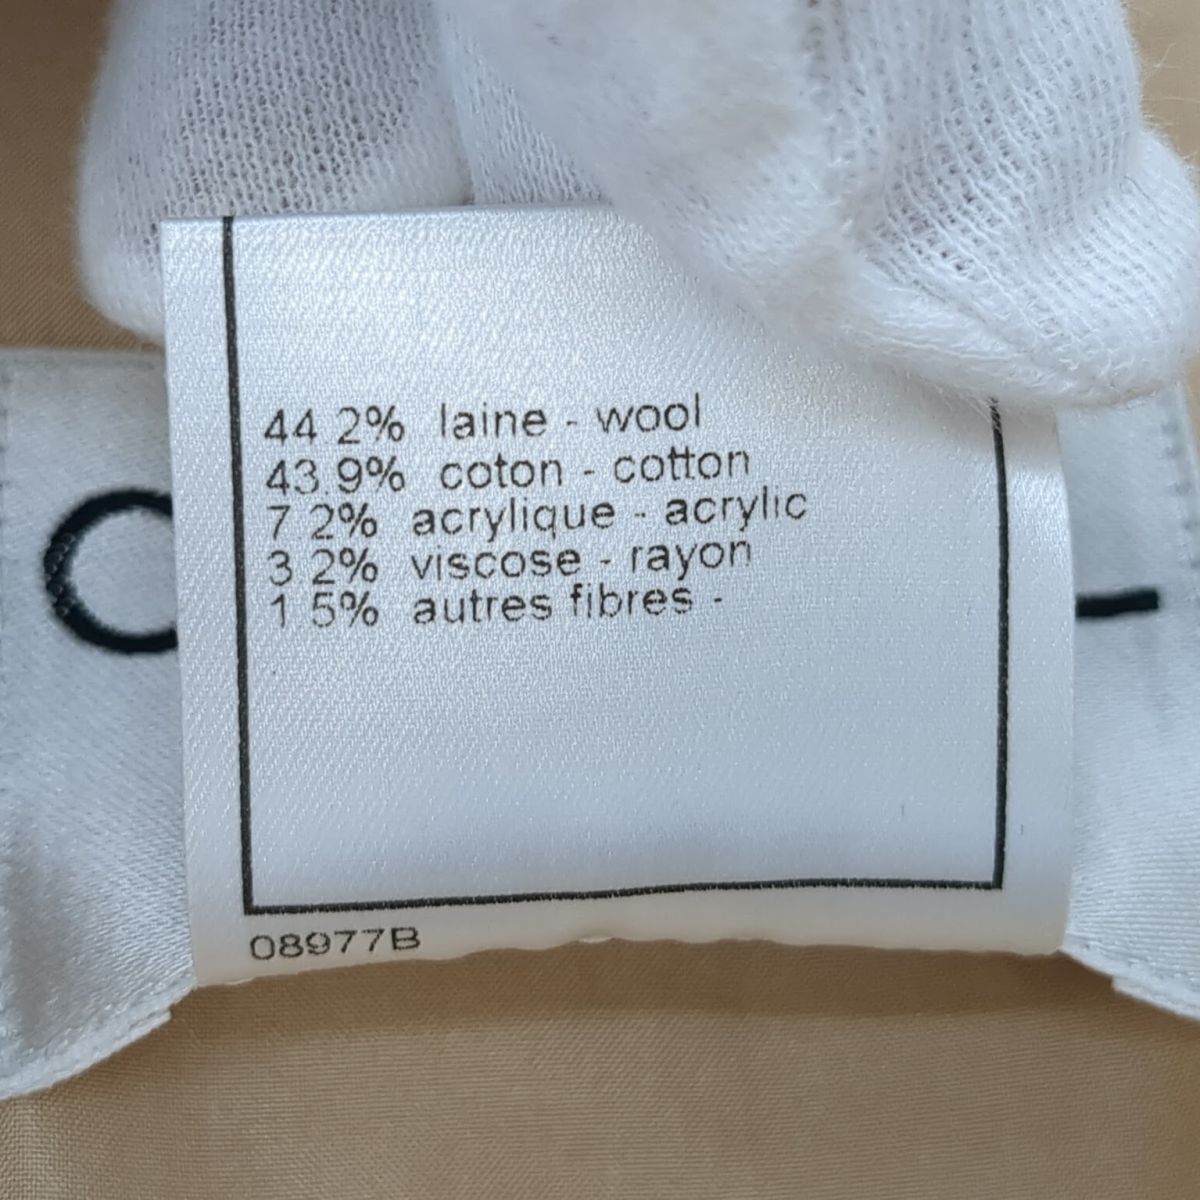 44 2% laine - wool
43 9% coton - cotton
7 2% acrylique - acrylic
3 2% viscose - rayon
1 5% autres fibres -
08977B